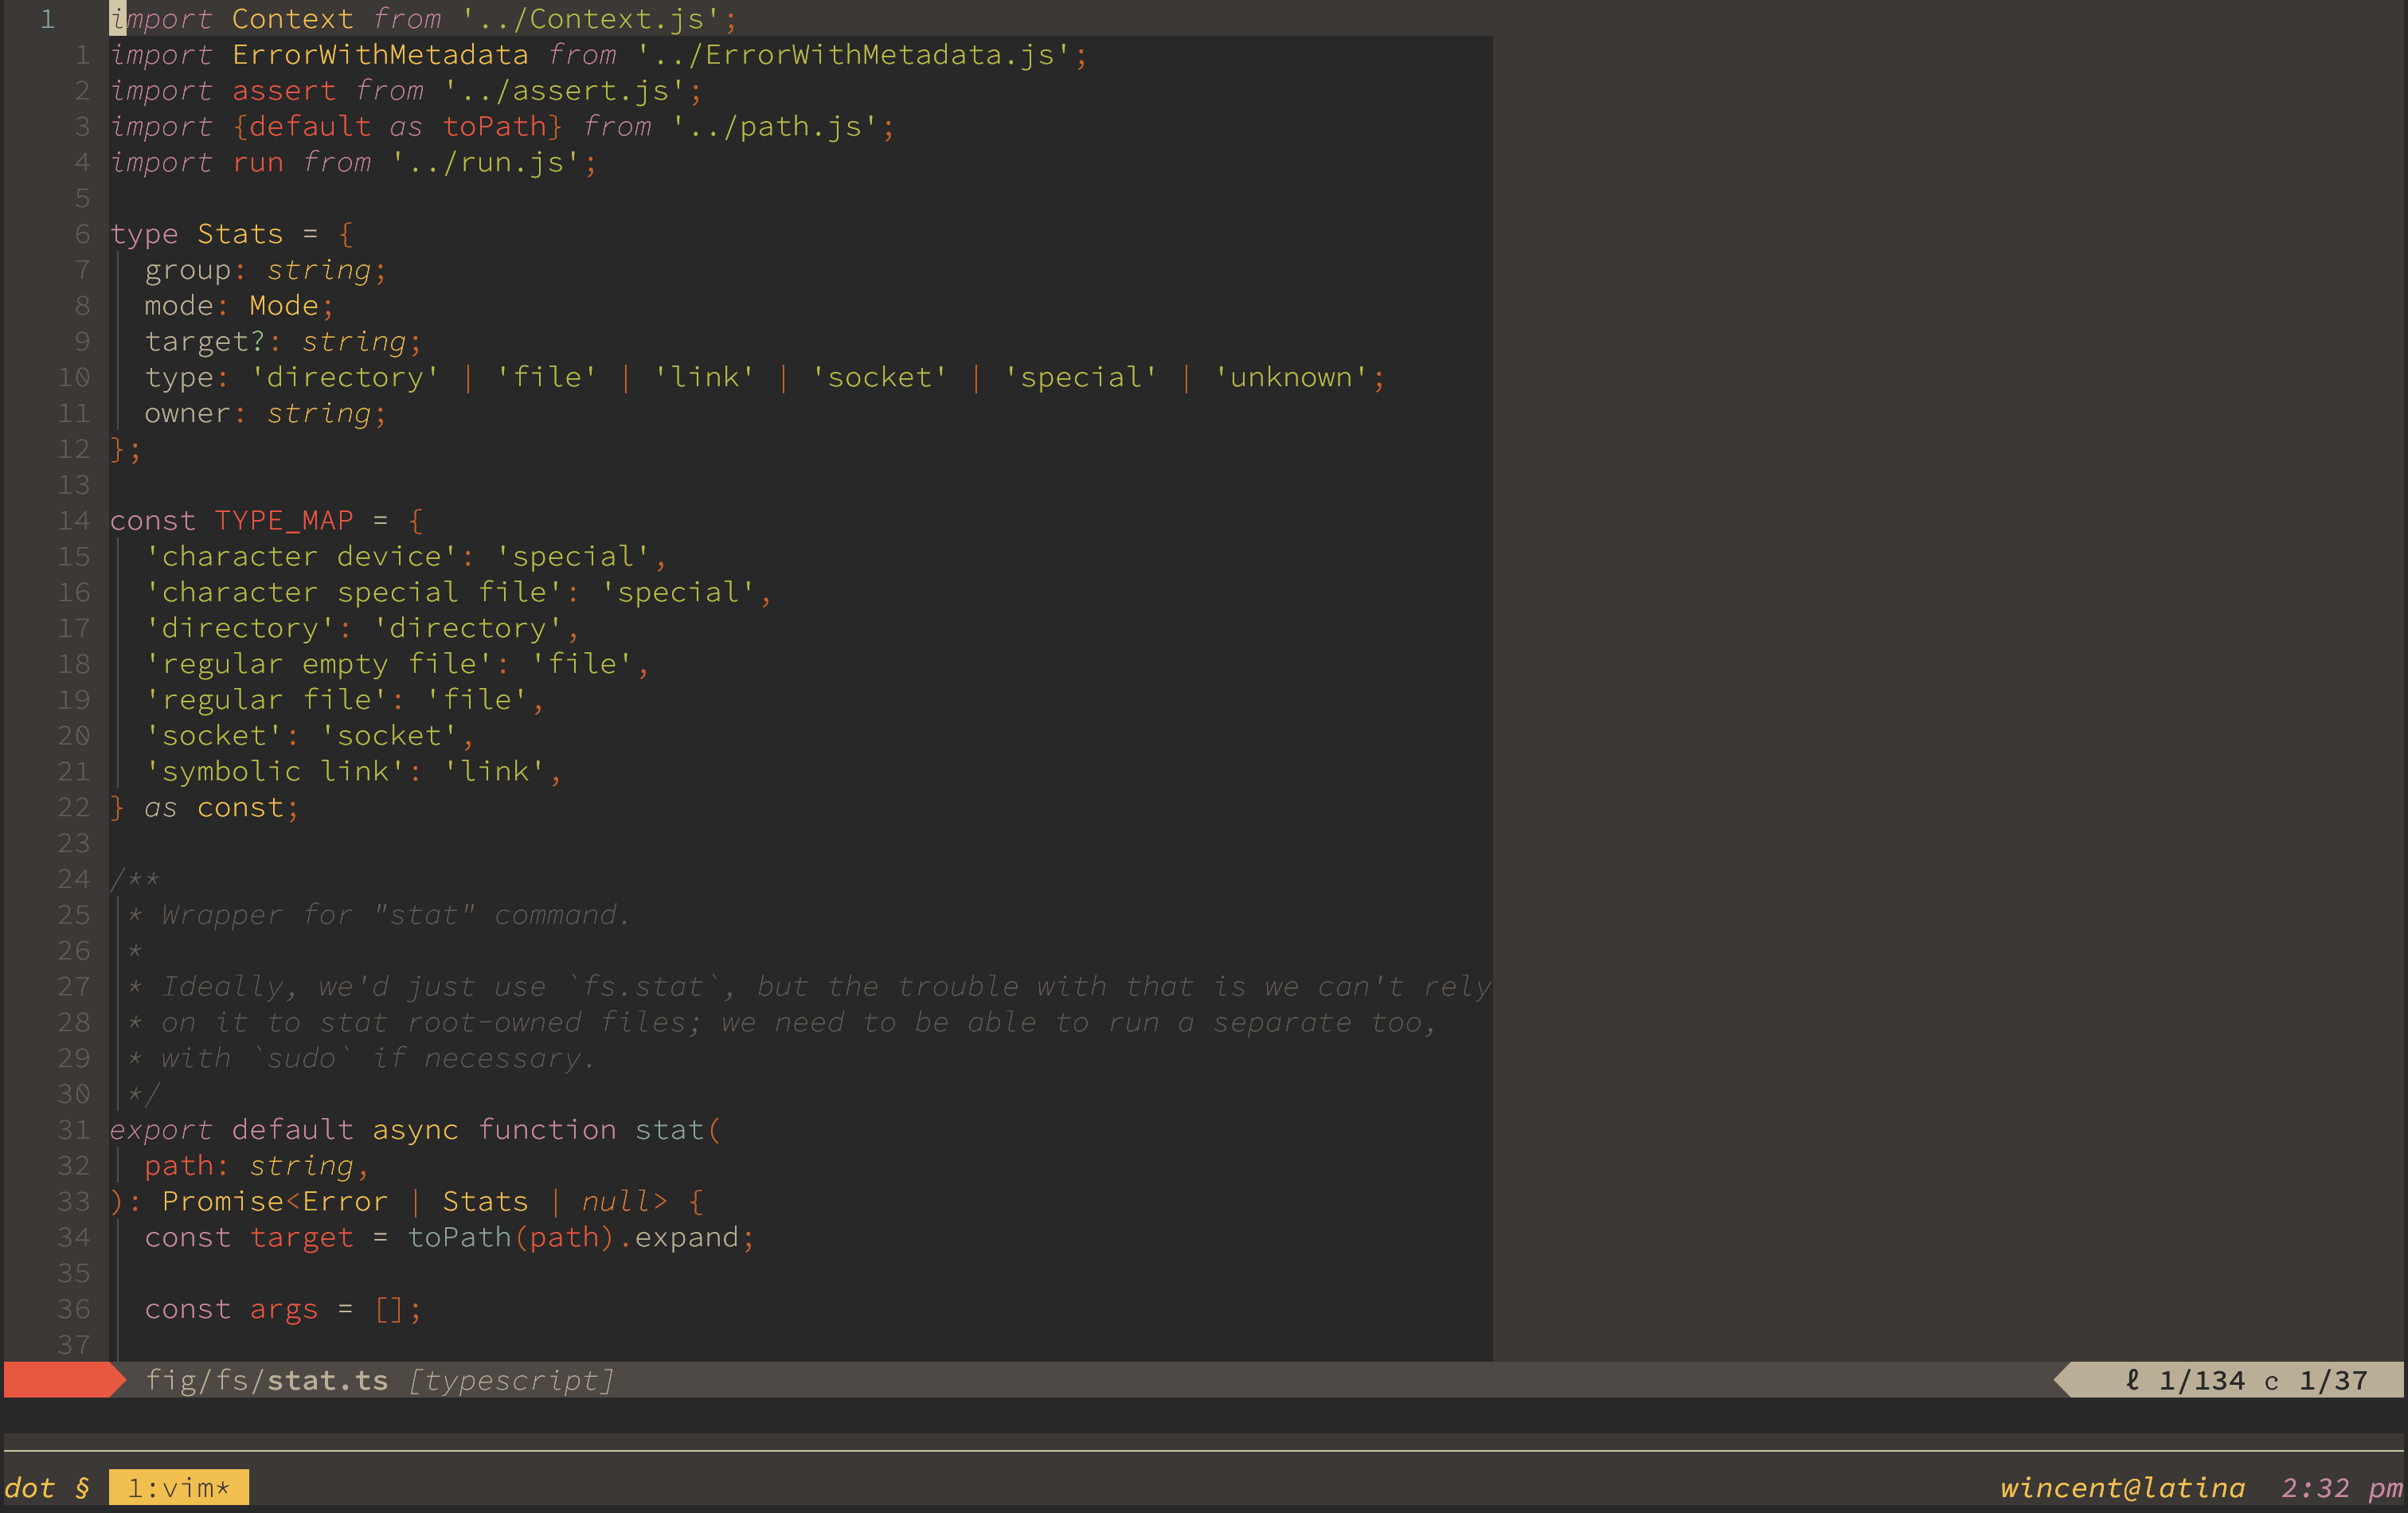 1 import Context from '../Context.js';
1 import ErrorWithMetadata from '../ErrorWithMetadata.js';
2 import assert from '../assert.js';
3 import {default as toPath} from '../path.js';
4 import run from '../run.js';
5
6 type Stats = {
7   group: string;
8   mode: Mode;
9   target?: string;
10   type: 'directory' | 'file' | 'link' | 'socket' | 'special' | 'unknown';
11   owner: string;
12 };
13
14 const TYPE_MAP = {
15   'character device': 'special',
16   'character special file': 'special',
17   'directory': 'directory',
18   'regular empty file': 'file',
19   'regular file': 'file',
20   'socket': 'socket',
21   'symbolic link': 'link',
22 } as const;
23
24 /**
25  * Wrapper for "stat" command.
26  *
27  * Ideally, we'd just use `fs.stat`, but the trouble with that is we can't rely
28  * on it to stat root-owned files; we need to be able to run a separate too,
29  * with `sudo` if necessary.
30  */
31 export default async function stat(
32   path: string,
33 ): Promise<Error | Stats | null> {
34   const target = toPath(path).expand;
35
36   const args = [];
37
fig/fs/stat.ts [typescript] ℓ 1/134 c 1/37
dot § 1:vim* wincent@latina 2:32 pm